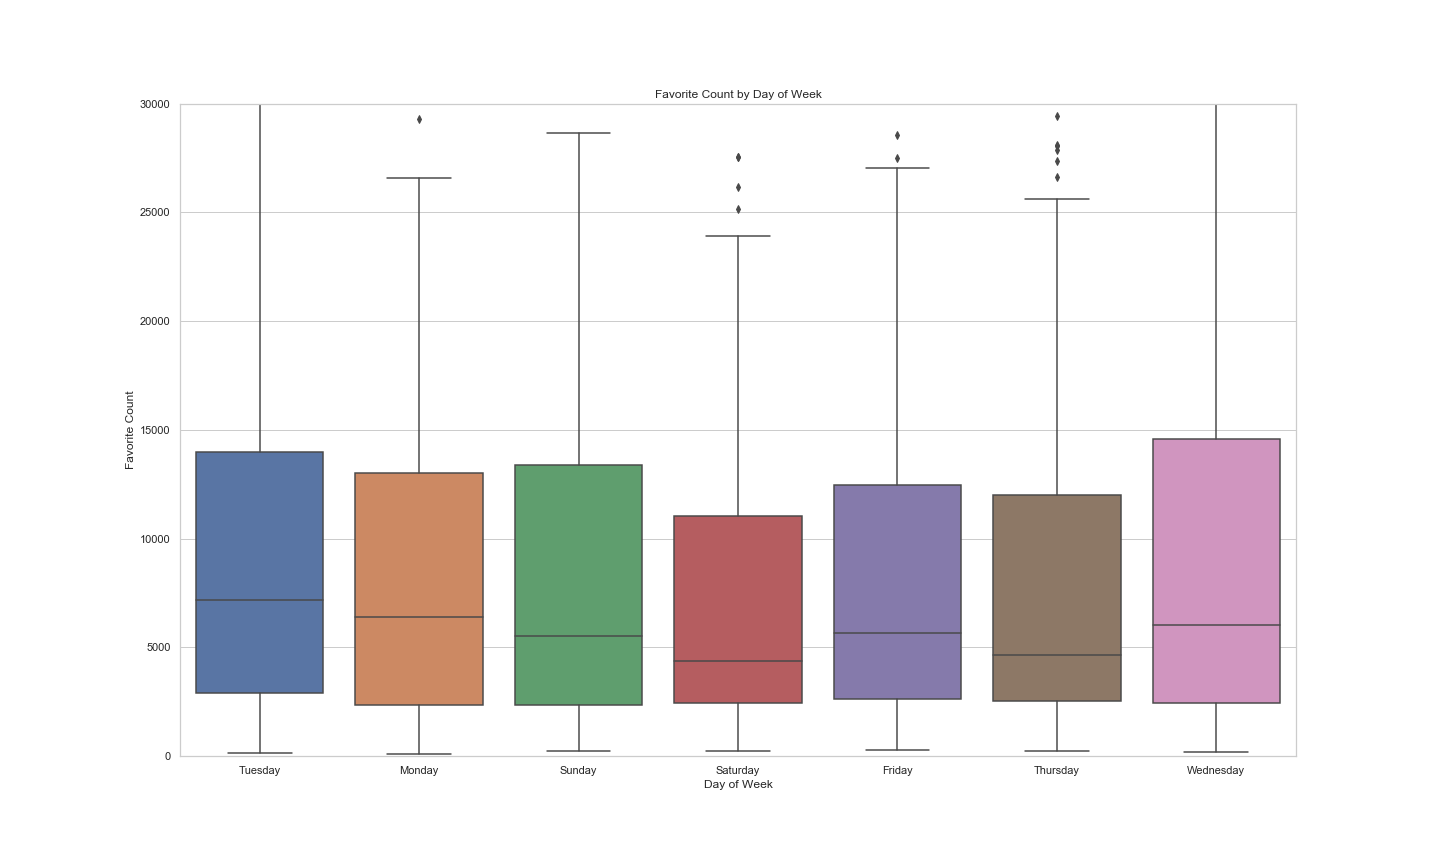 Favorite Count by Day of Week
30000
25000
20000
15000
10000
5000
0
Favorite Count
Tuesday Monday Sunday Saturday Friday Thursday Wednesday
Day of Week